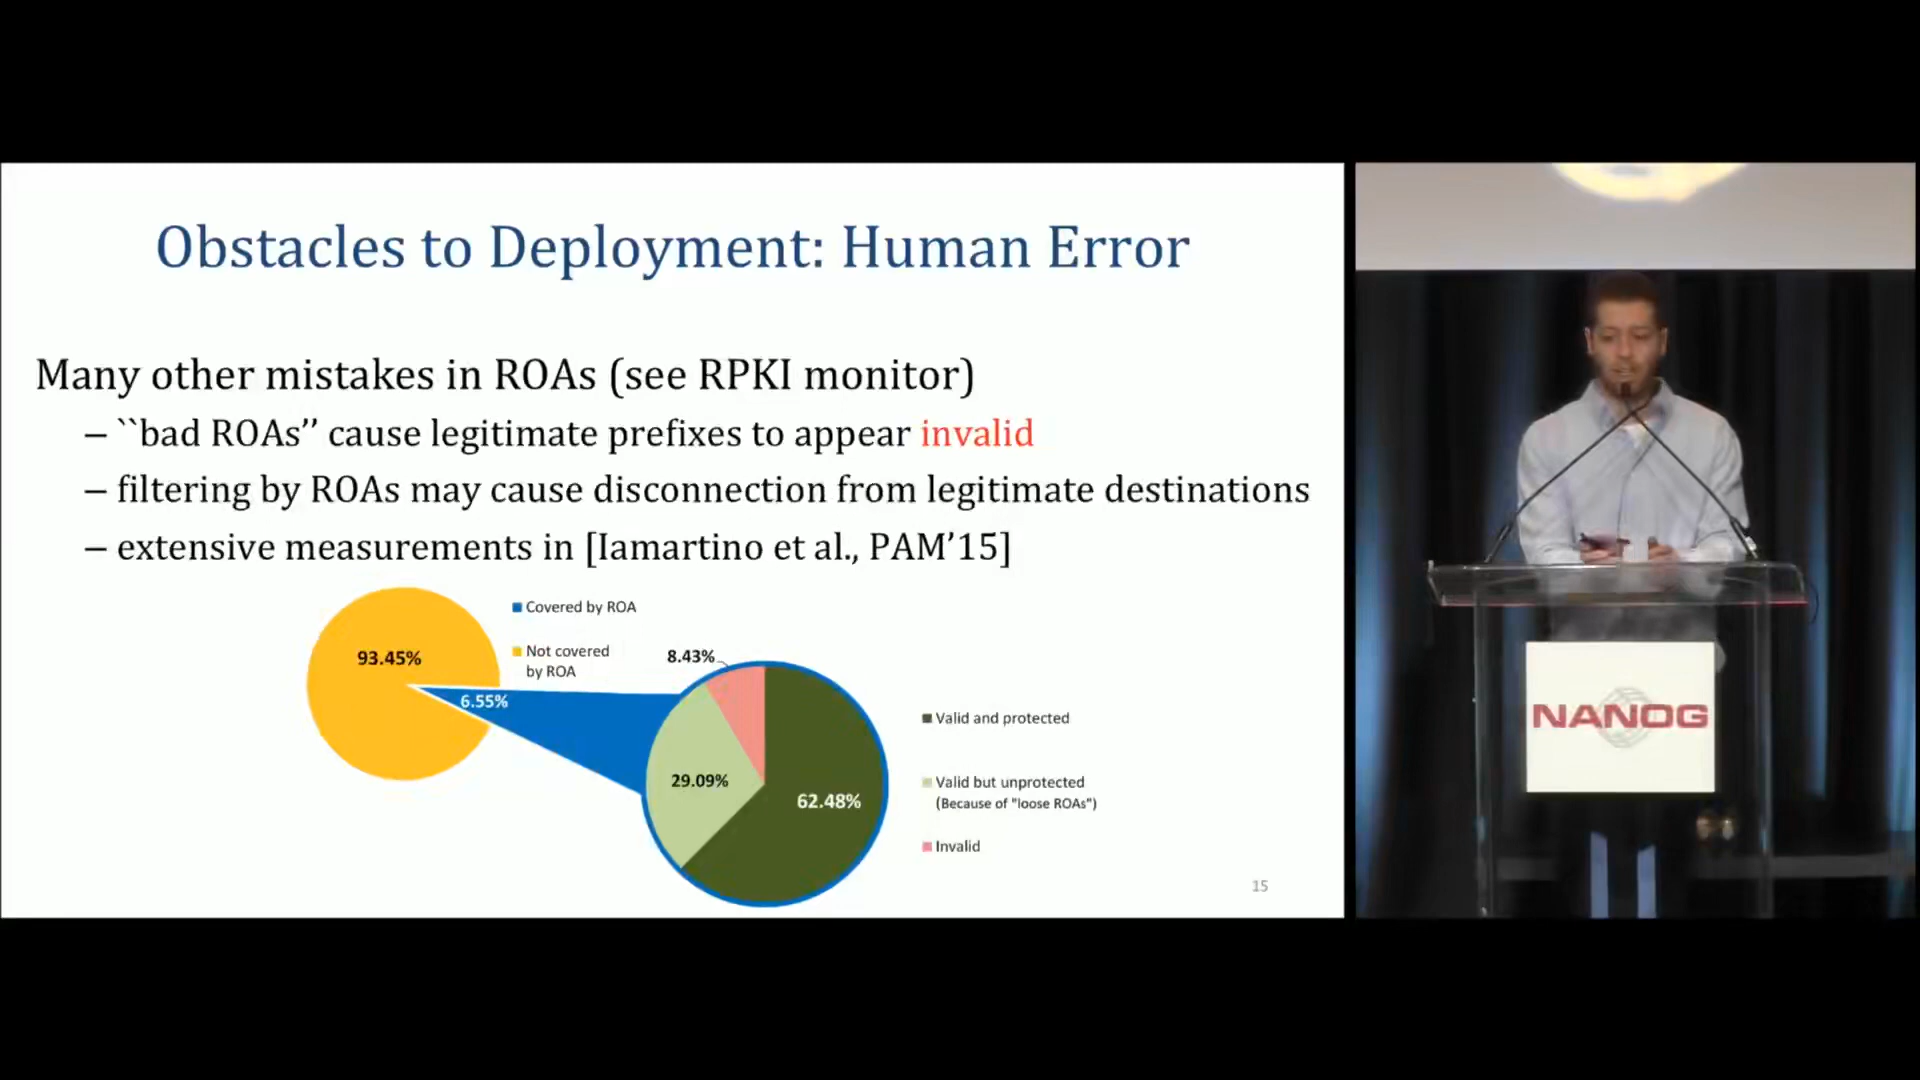 Obstacles to Deployment: Human Error
Many other mistakes in ROAs (see RPKI monitor)
– ``bad ROAs’’ cause legitimate prefixes to appear invalid
– filtering by ROAs may cause disconnection from legitimate destinations
– extensive measurements in [Iamartino et al., PAM’15]
93.45%
6.55%
Covered by ROA
Not covered
by ROA
8.43%
29.09%
62.48%
Valid and protected
Valid but unprotected
(Because of "loose ROAs")
Invalid
15
NANOG